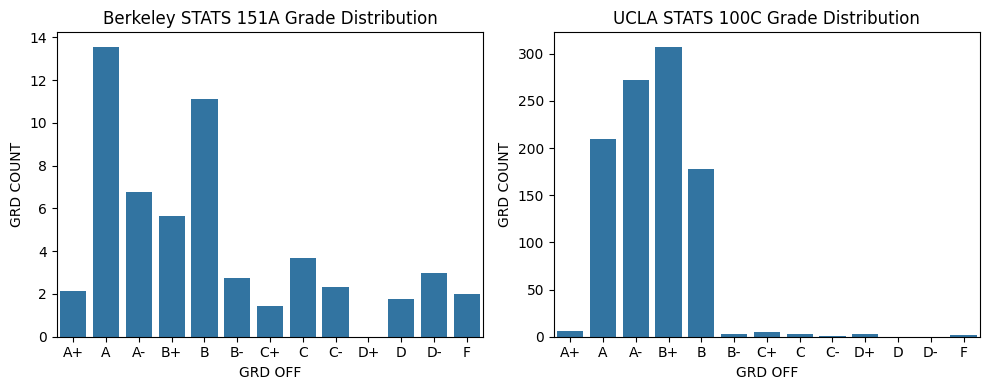 Berkeley STATS 151A Grade Distribution
14
12
10
8
6
4
2
0
GRD COUNT
A+ A A- B+ B B- C+ C C- D+ D D- F
GRD OFF
UCLA STATS 100C Grade Distribution
300
250
200
150
100
50
0
GRD COUNT
A+ A A- B+ B B- C+ C C- D+ D D- F
GRD OFF